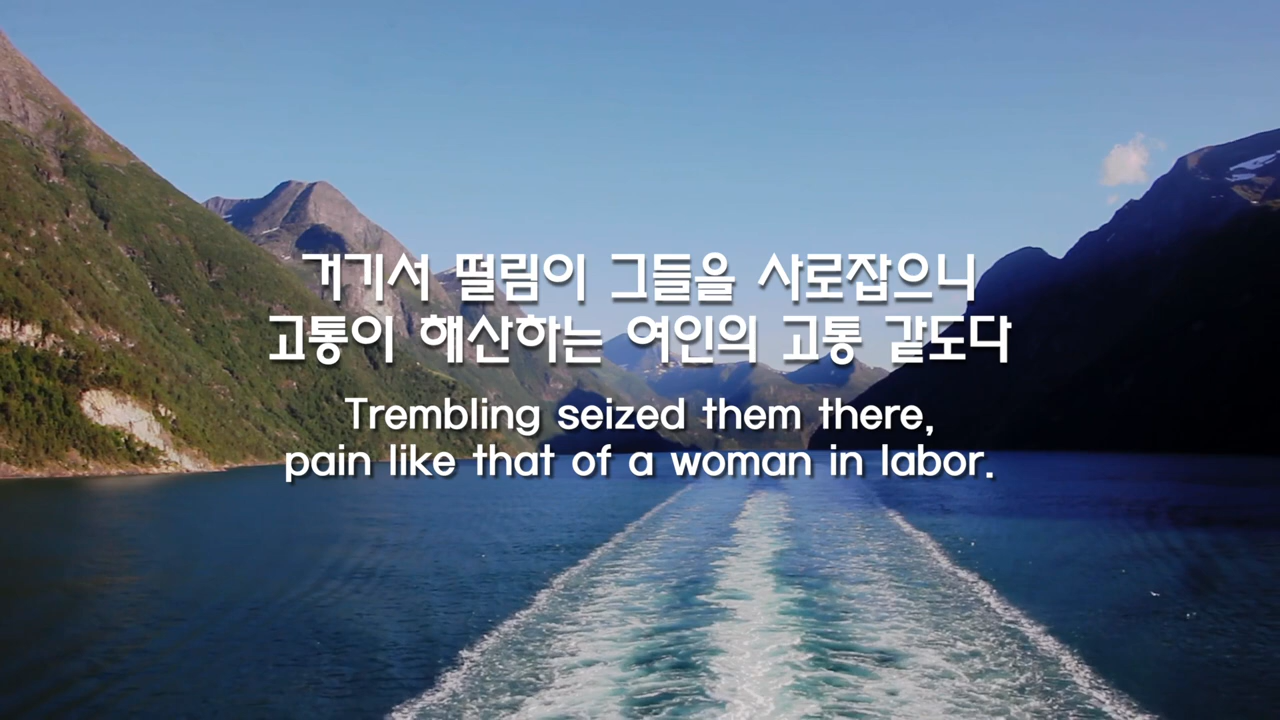 거기서 떨림이 그들을 사로잡으니
고통이 해산하는 여인의 고통 같도다
Trembling seized them there,
pain like that of a woman in labor.